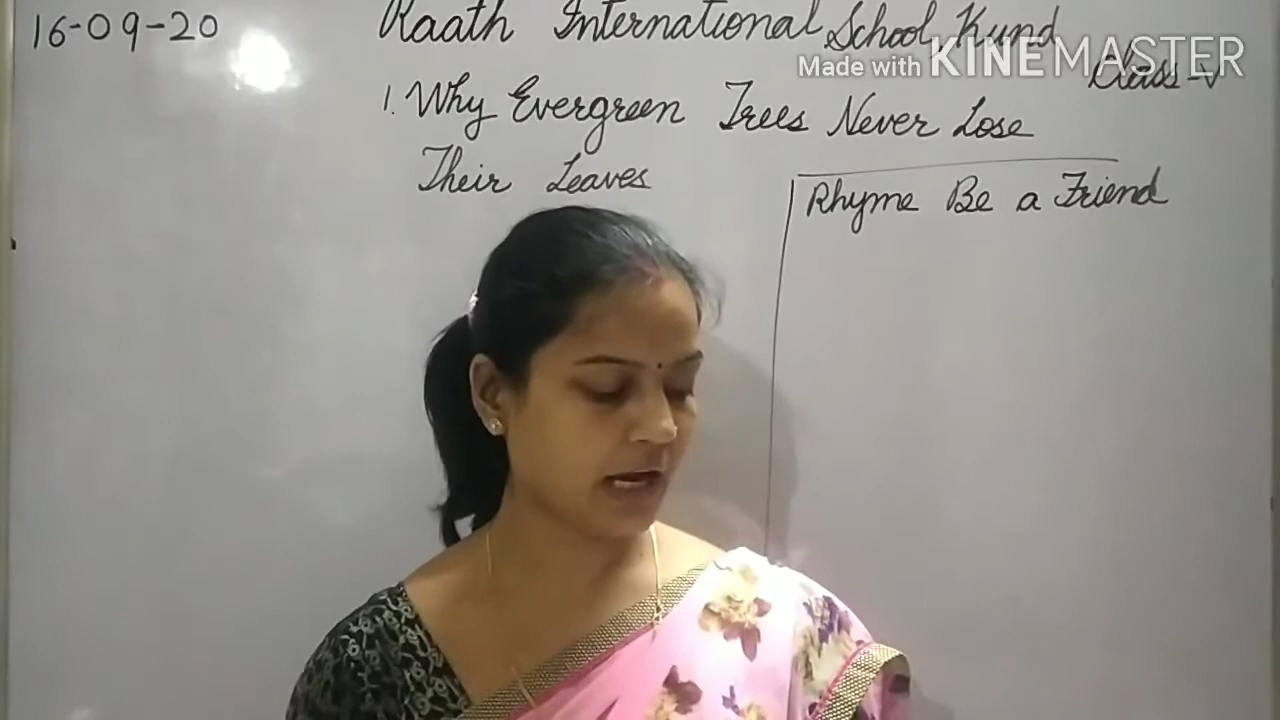 16-09-20
Raath International School, Kund
Made with KINEMASTER
Class-V
1. Why Evergreen Trees Never Lose
Their Leaves
Rhyme Be a Friend